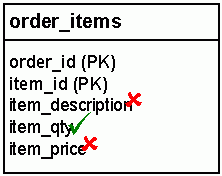 order_items
order_id (PK)
item_id (PK)
item_description
item_qty
item_price